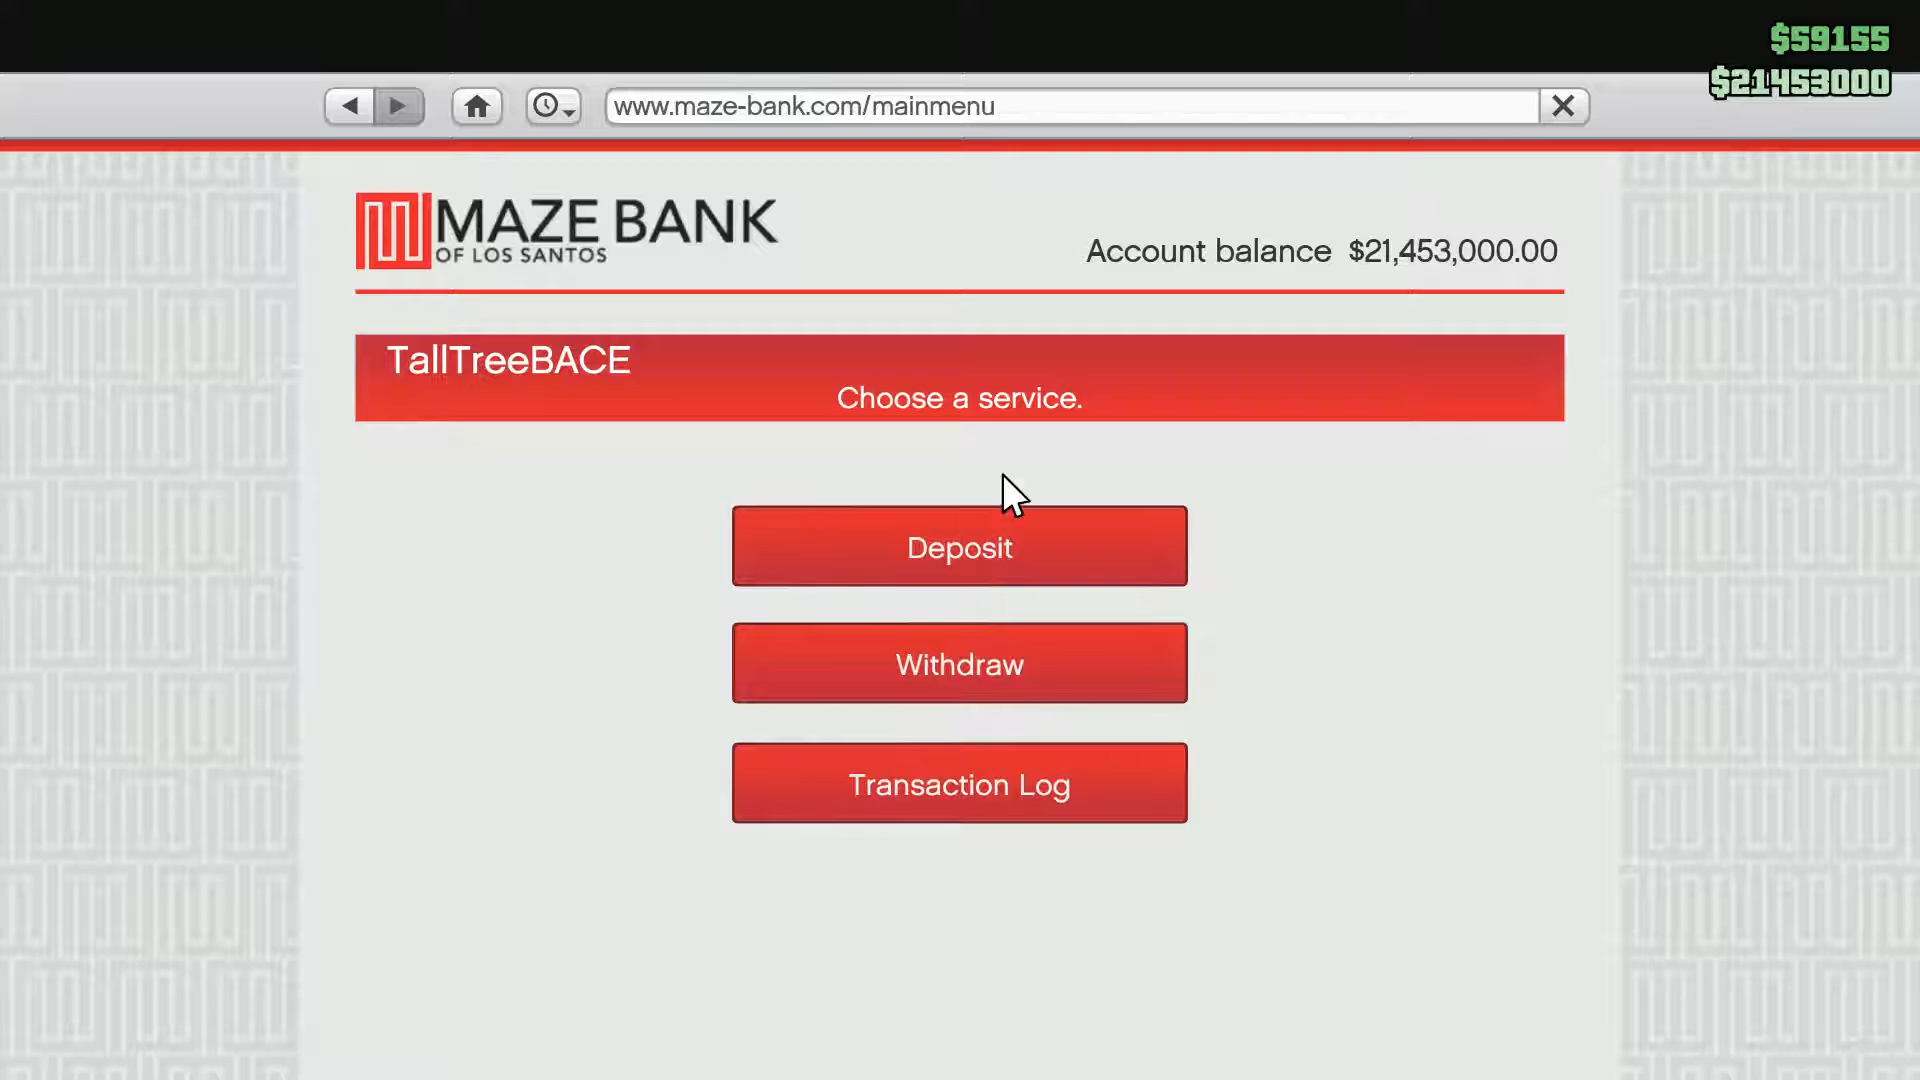 $59155
$21453000
www.maze-bank.com/mainmenu
MAZE BANK
OF LOS SANTOS
Account balance $21,453,000.00
TallTreeBACE
Choose a service.
Deposit
Withdraw
Transaction Log